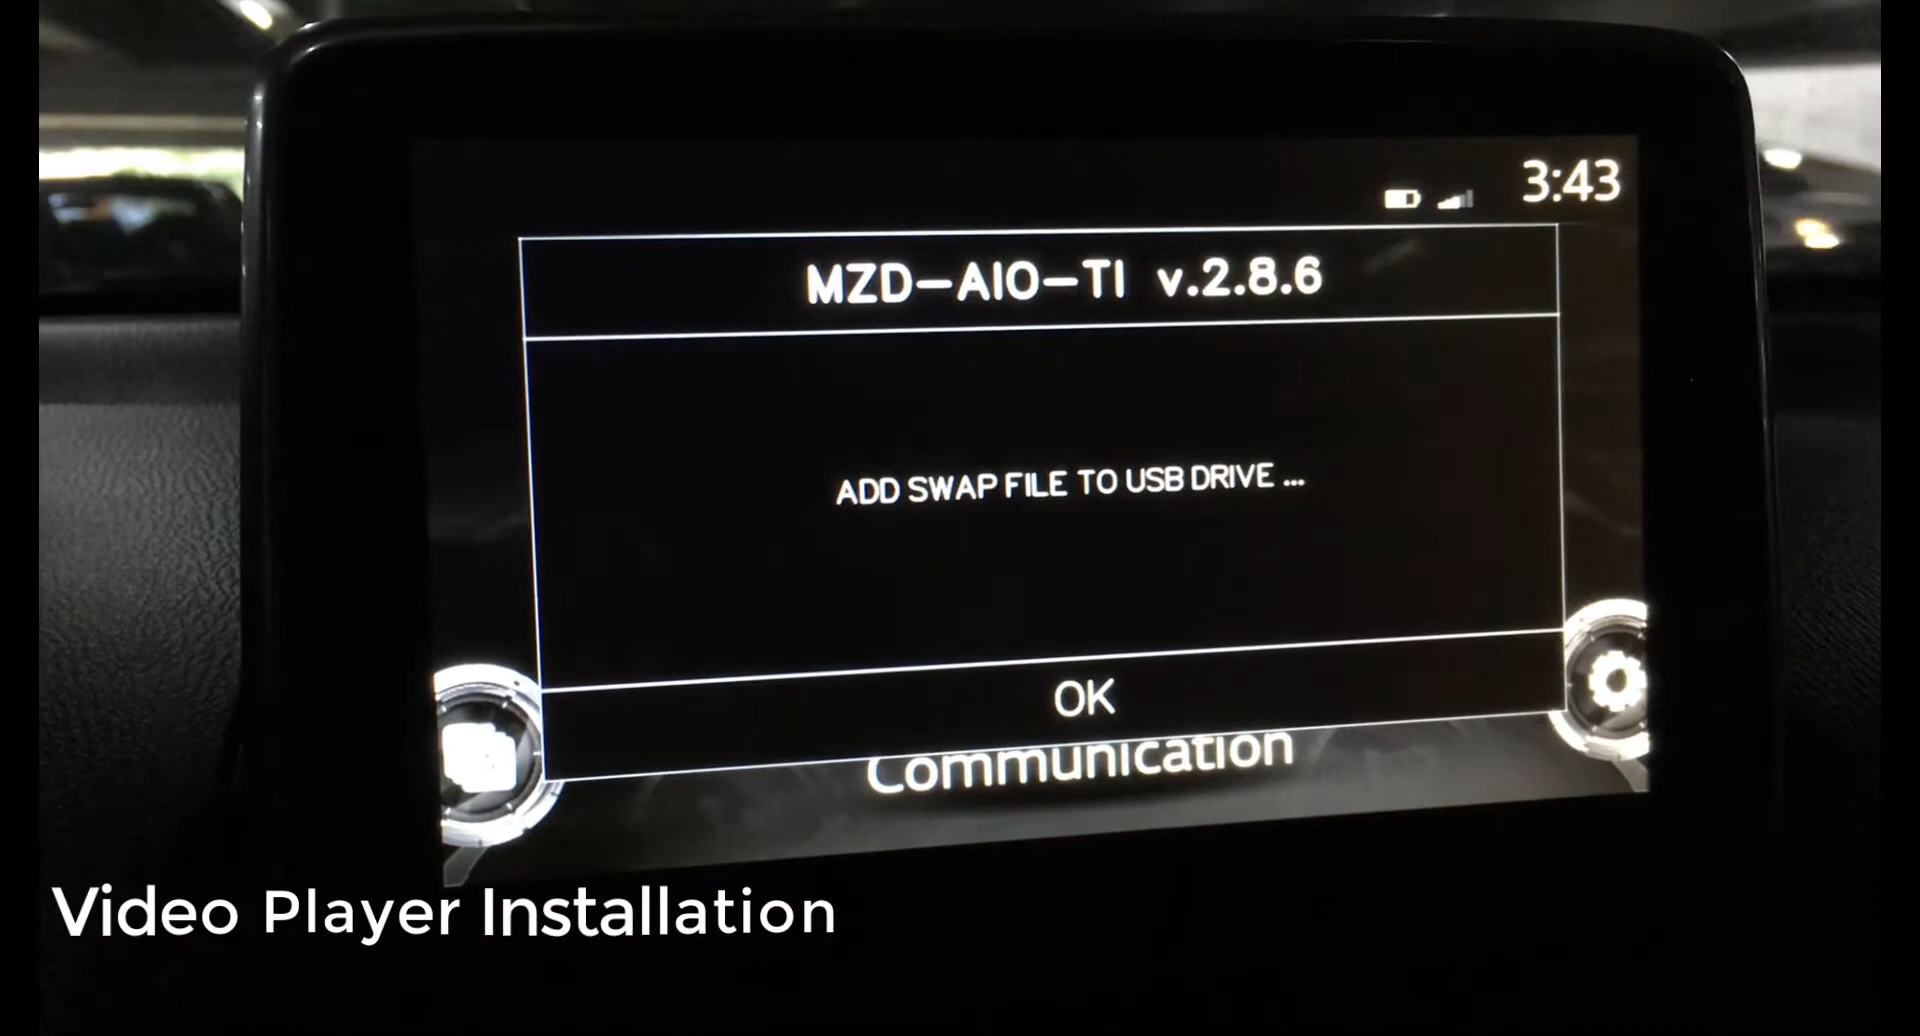 3:43
MZD-AIO-TI v.2.8.6
ADD SWAP FILE TO USB DRIVE ...
OK
Communication
Video Player Installation